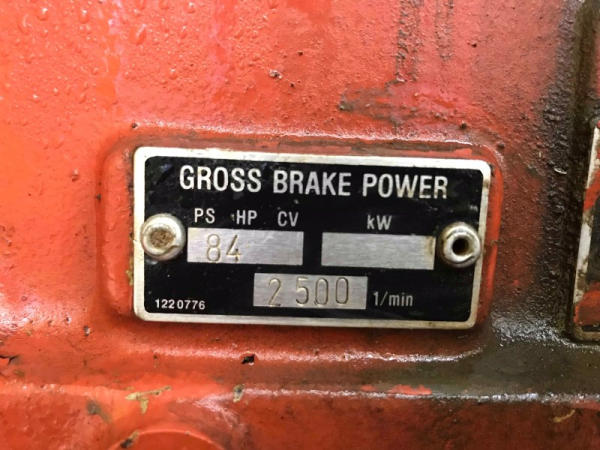 GROSS BRAKE POWER
PS HP CV kW
84
2 500 1/min
1220776